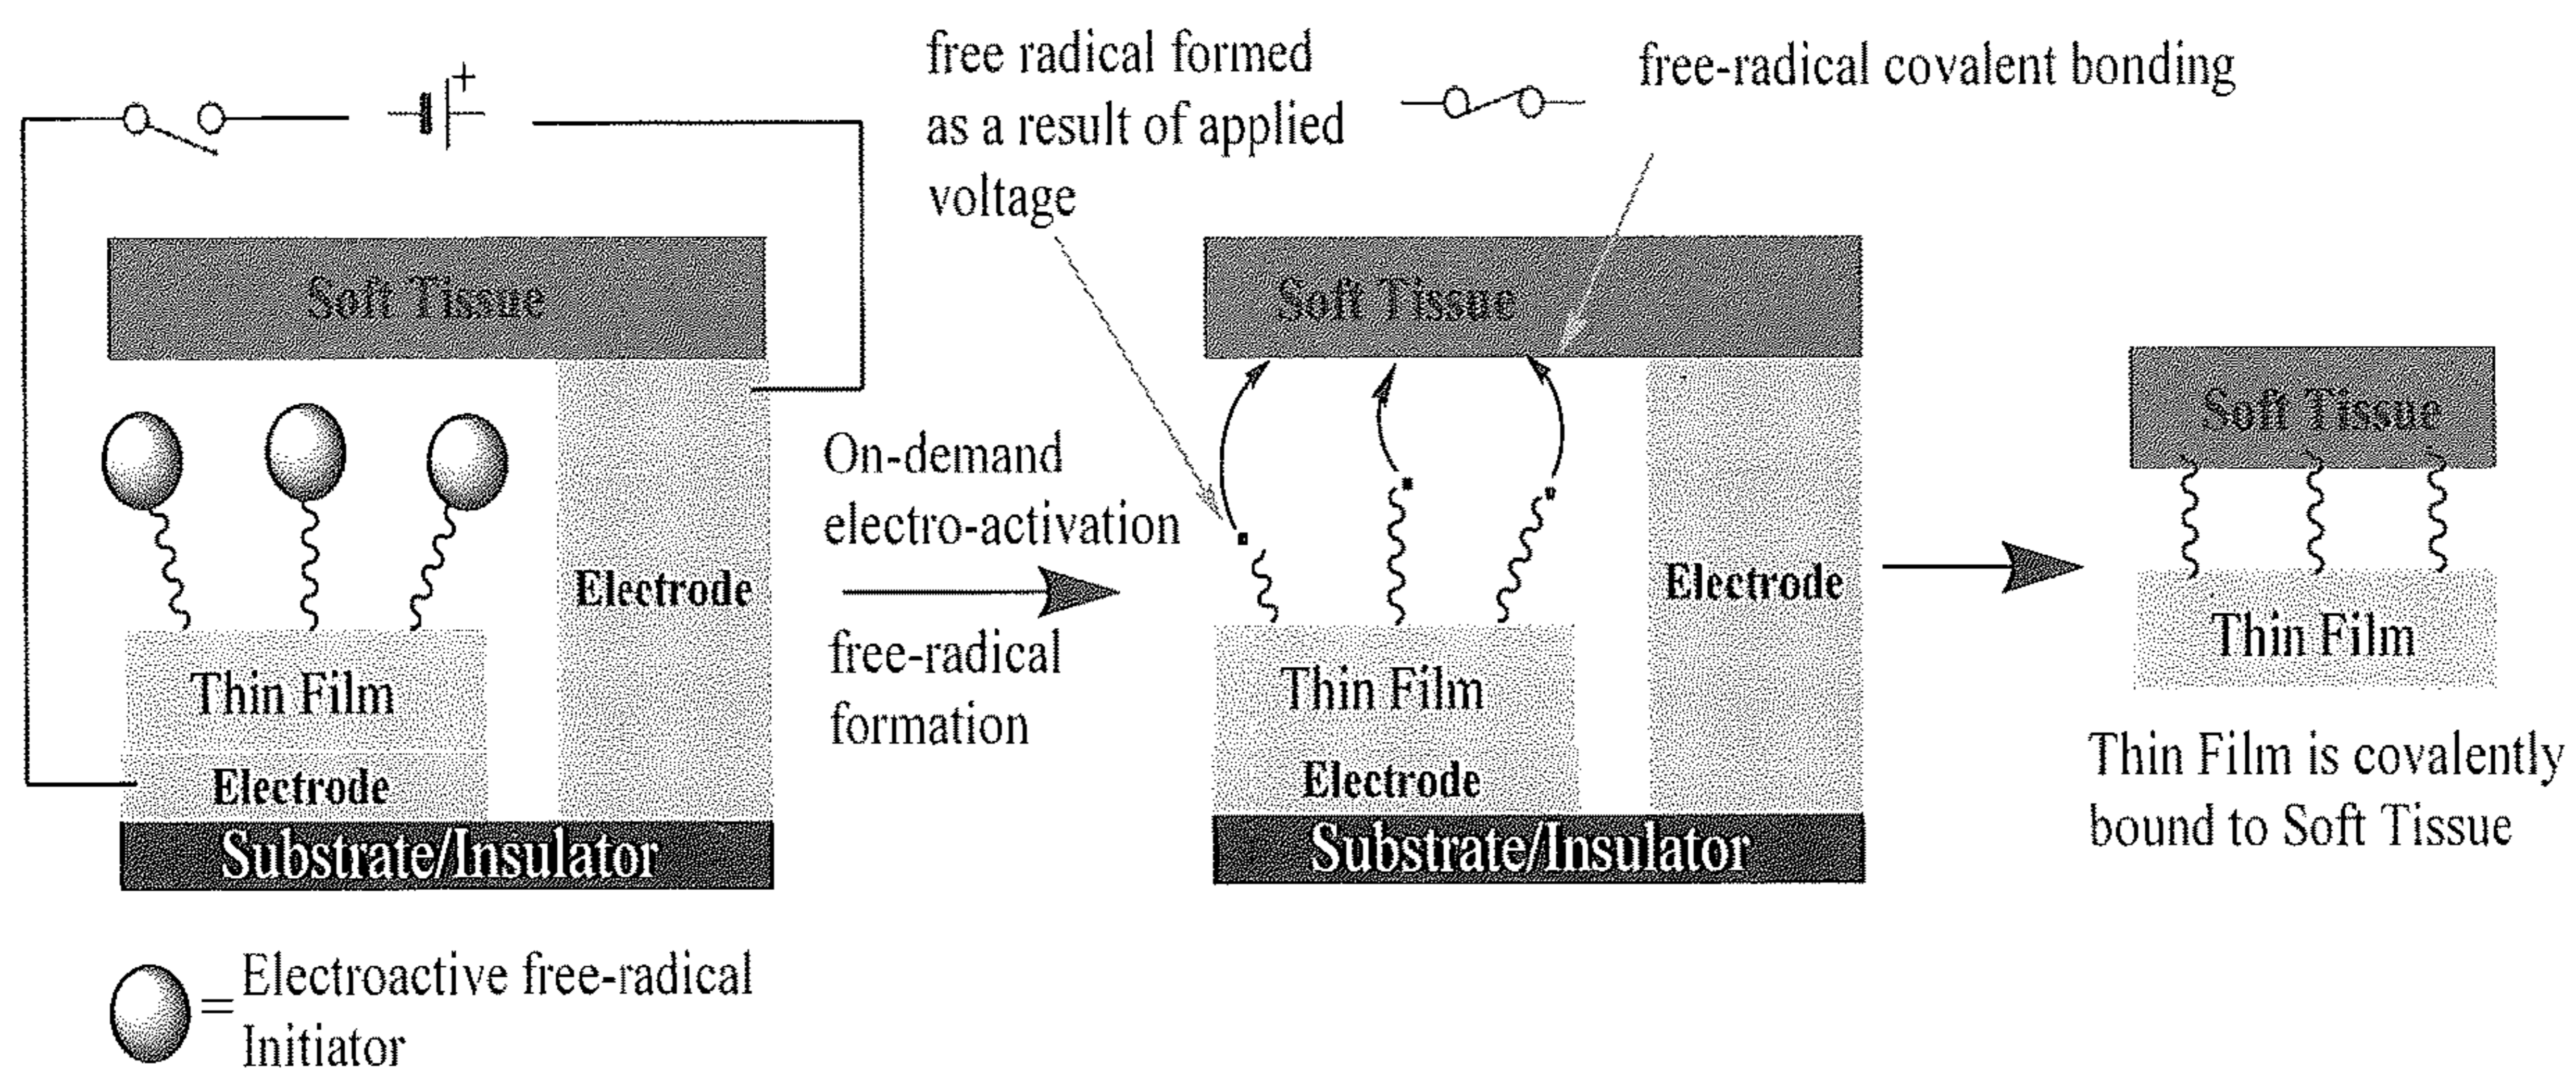 +
free radical formed
as a result of applied
voltage
free-radical covalent bonding
Soft Tissue
Electrode
Thin Film
Electrode
Substrate/Insulator
On-demand
electro-activation
free-radical
formation
Soft Tissue
Electrode
Thin Film
Electrode
Substrate/Insulator
Soft Tissue
Thin Film
Thin Film is covalently
bound to Soft Tissue
= Electroactive free-radical
Initiator